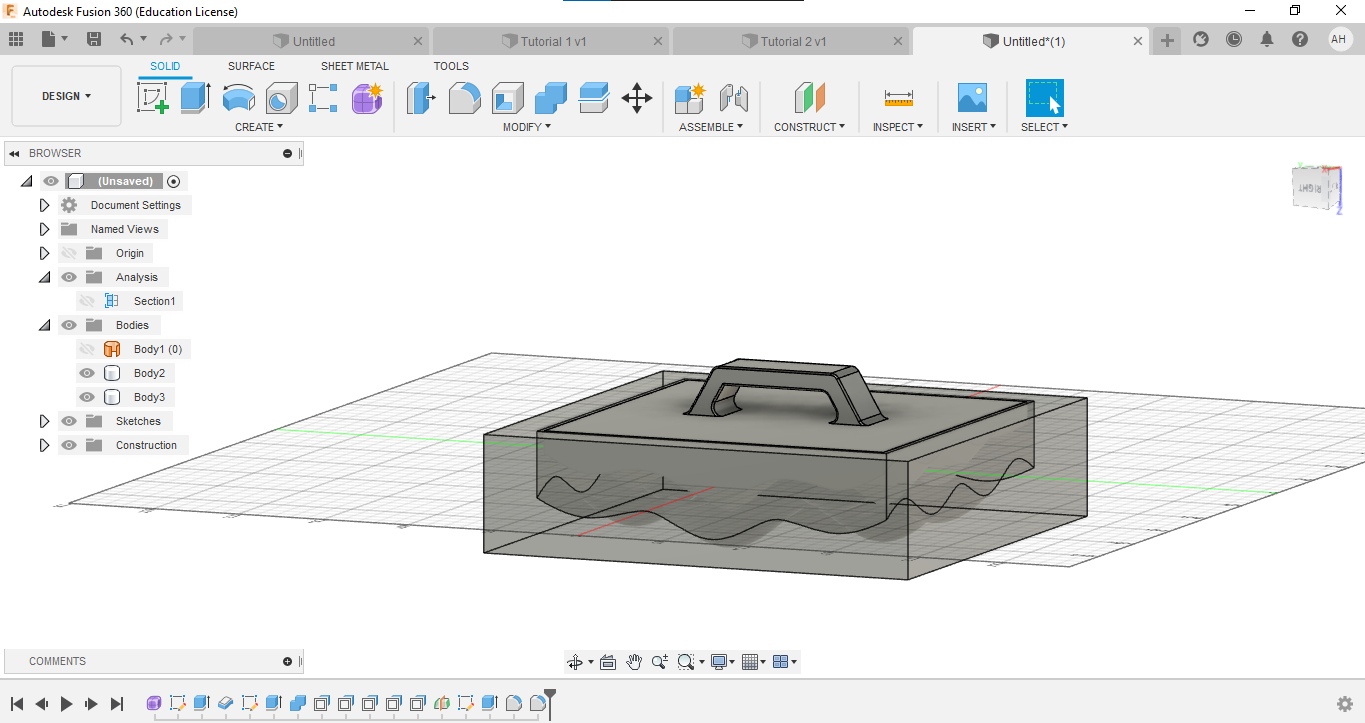 Autodesk Fusion 360 (Education License)
Untitled
Tutorial 1 v1
Tutorial 2 v1
Untitled*(1)
AH
DESIGN
SOLID
SURFACE
SHEET METAL
TOOLS
CREATE
MODIFY
ASSEMBLE
CONSTRUCT
INSPECT
INSERT
SELECT
BROWSER
(Unsaved)
Document Settings
Named Views
Origin
Analysis
Section1
Bodies
Body1 (0)
Body2
Body3
Sketches
Construction
RIGHT
Z
COMMENTS